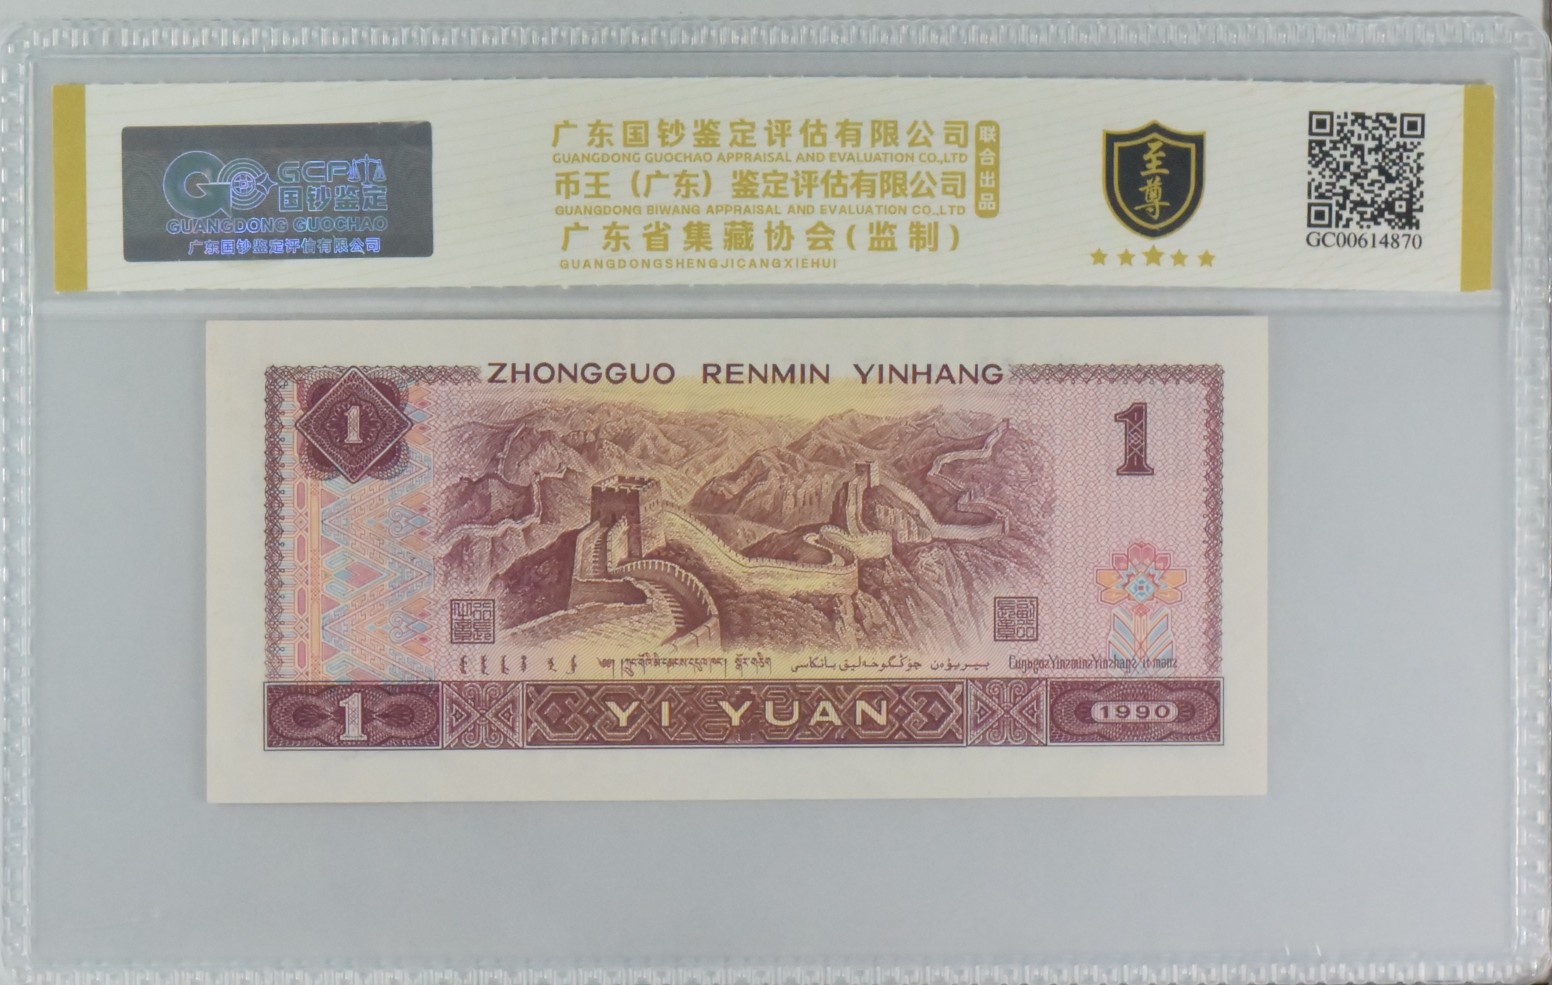 GCP
国钞鉴定
GUANGDONG GUOCHAO
广东国钞鉴定评估有限公司
广东国钞鉴定评估有限公司
GUANGDONG GUOCHAO APPRAISAL AND EVALUATION CO.,LTD
币王（广东）鉴定评估有限公司
GUANGDONG BIWANG APPRAISAL AND EVALUATION CO.,LTD
联合出品
广东省集藏协会(监制)
GUANGDONGSHENGJICANGXIEHUI
至尊
GC00614870
ZHONGGUO RENMIN YINHANG
1
1
1
YI YUAN
1990